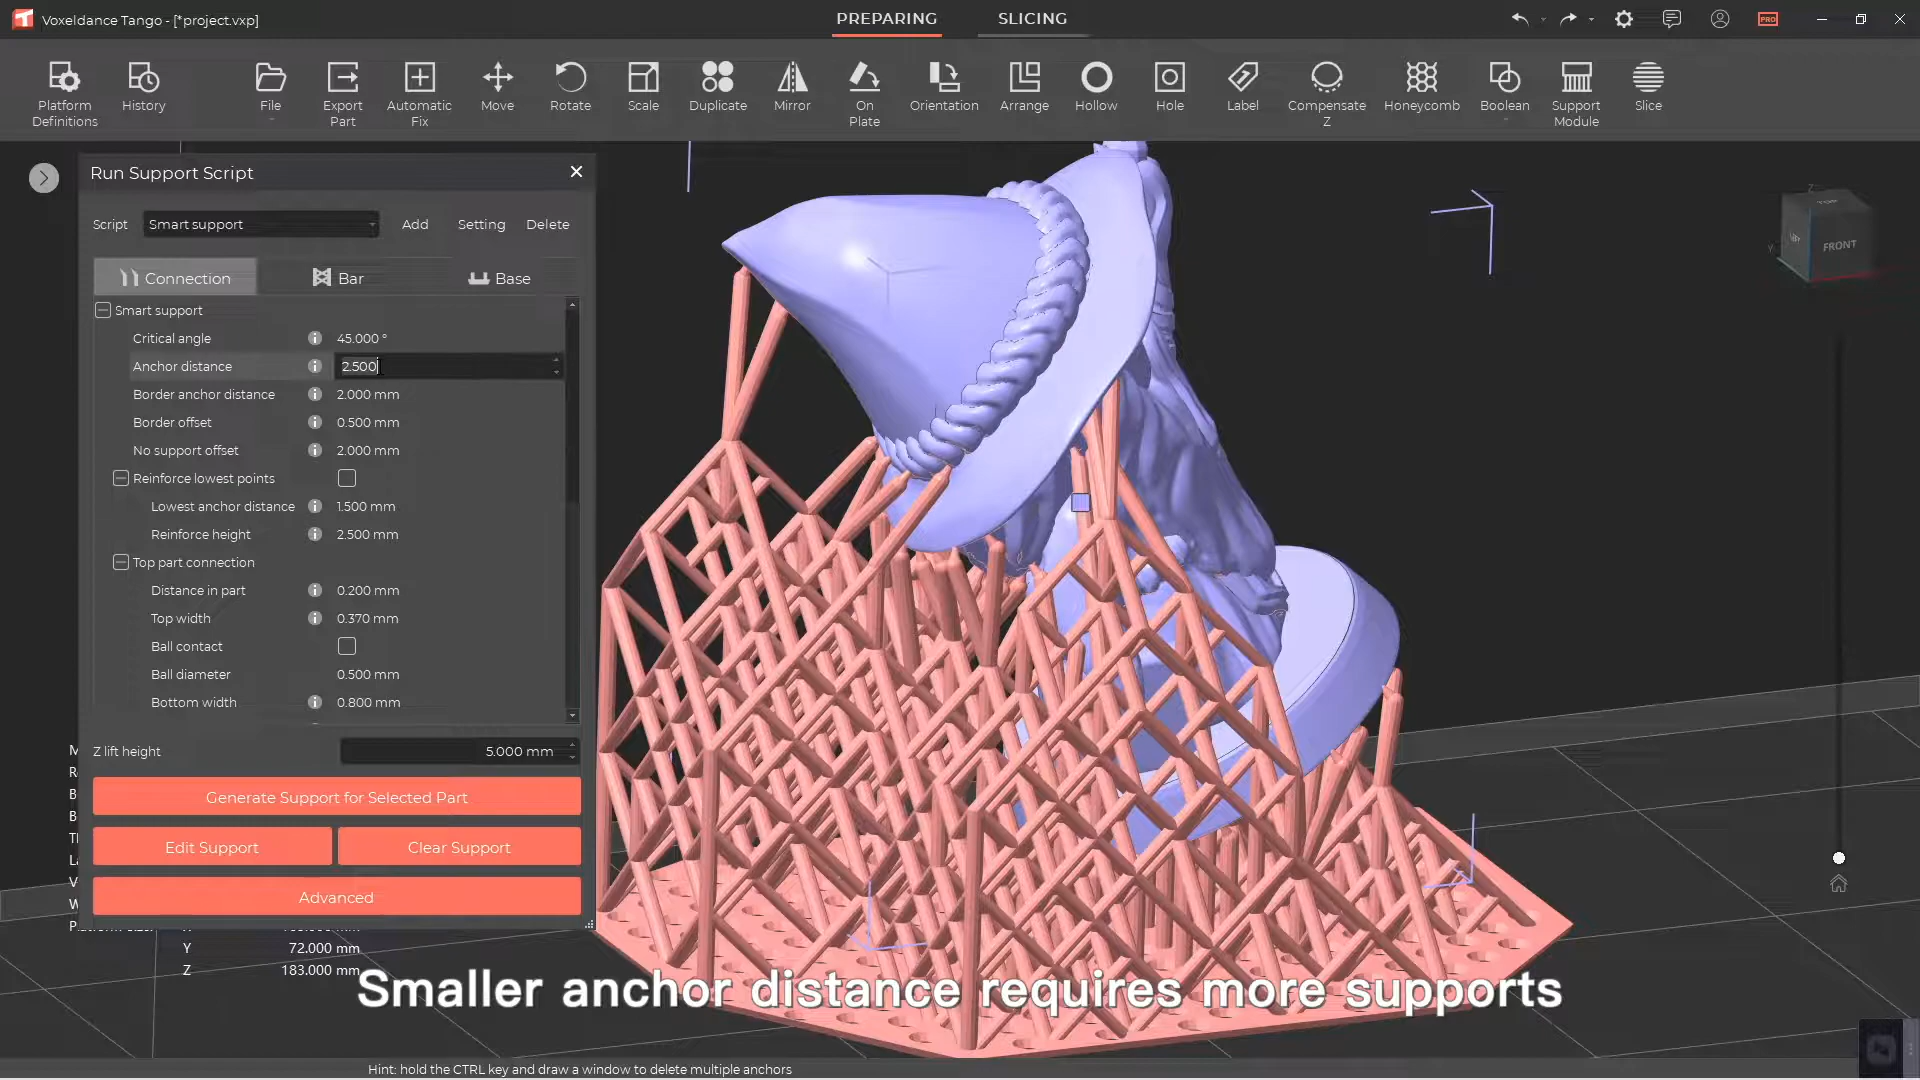 Voxeldance Tango - [*project.vxp]
PREPARING
SLICING
PRO
Platform
Definitions
History
File
Export
Part
Automatic
Fix
Move
Rotate
Scale
Duplicate
Mirror
On
Plate
Orientation
Arrange
Hollow
Hole
Label
Compensate
Z
Honeycomb
Boolean
Support
Module
Slice
Run Support Script
Script
Smart support
Add
Setting
Delete
Connection
Bar
Base
Smart support
Critical angle
45.000 °
Anchor distance
2.500
Border anchor distance
2.000 mm
Border offset
0.500 mm
No support offset
2.000 mm
Reinforce lowest points
Lowest anchor distance
1.500 mm
Reinforce height
2.500 mm
Top part connection
Distance in part
0.200 mm
Top width
0.370 mm
Ball contact
Ball diameter
0.500 mm
Bottom width
0.800 mm
Z lift height
5.000 mm
Generate Support for Selected Part
Edit Support
Clear Support
Advanced
Y
72.000 mm
Z
183.000 mm
TOP
FRONT
Smaller anchor distance requires more supports
Hint: hold the CTRL key and draw a window to delete multiple anchors